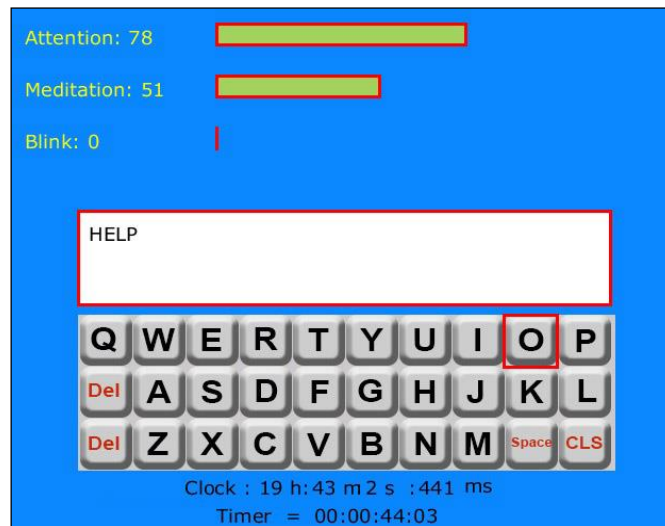 Attention: 78
Meditation: 51
Blink: 0
HELP
Q W E R T Y U I O P
Del A S D F G H J K L
Del Z X C V B N M Space CLS
Clock : 19 h:43 m 2 s :441 ms
Timer = 00:00:44:03